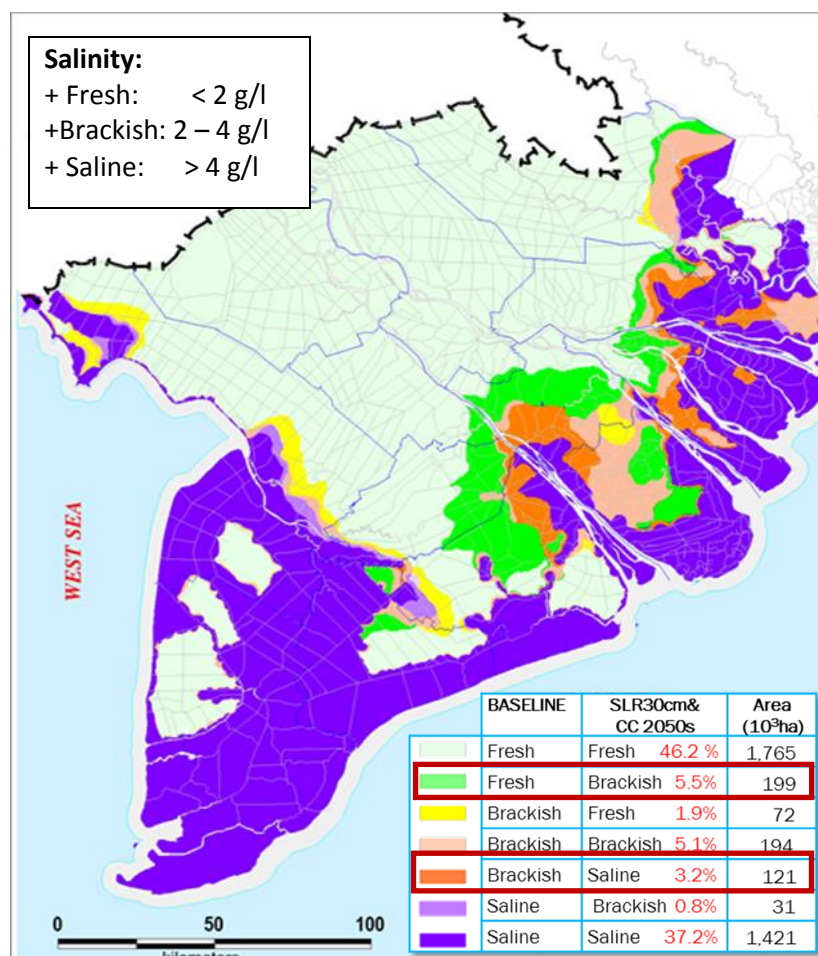 Salinity:
+ Fresh: < 2 g/l
+Brackish: 2 – 4 g/l
+ Saline: > 4 g/l
WEST SEA
BASELINE SLR30cm& CC 2050s Area (10³ha)
Fresh Fresh 46.2 % 1,765
Fresh Brackish 5.5% 199
Brackish Fresh 1.9% 72
Brackish Brackish 5.1% 194
Brackish Saline 3.2% 121
Saline Brackish 0.8% 31
Saline Saline 37.2% 1,421
0 50 100
kilometers